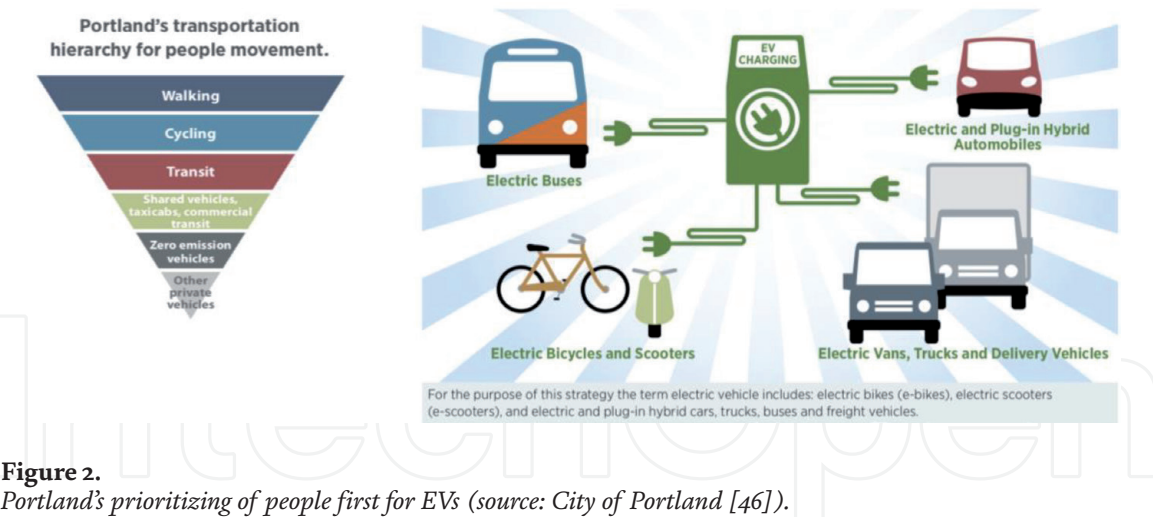 Portland's transportation
hierarchy for people movement.
Walking
Cycling
Transit
Shared vehicles,
taxicabs, commercial
transit
Zero emission
vehicles
Other
private
vehicles
EV
CHARGING
Electric Buses
Electric and Plug-in Hybrid
Automobiles
Electric Bicycles and Scooters
Electric Vans, Trucks and Delivery Vehicles
For the purpose of this strategy the term electric vehicle includes: electric bikes (e-bikes), electric scooters
(e-scooters), and electric and plug-in hybrid cars, trucks, buses and freight vehicles.
IntechOpen
Figure 2.
Portland's prioritizing of people first for EVs (source: City of Portland [46]).